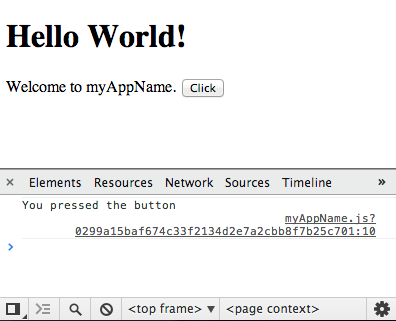 Hello World!
Welcome to myAppName. Click
× Elements Resources Network Sources Timeline »
You pressed the button
myAppName.js?
0299a15baf674c33f2134d2e7a2cbb8f7b25c701:10
>
<top frame> ▼ <page context>